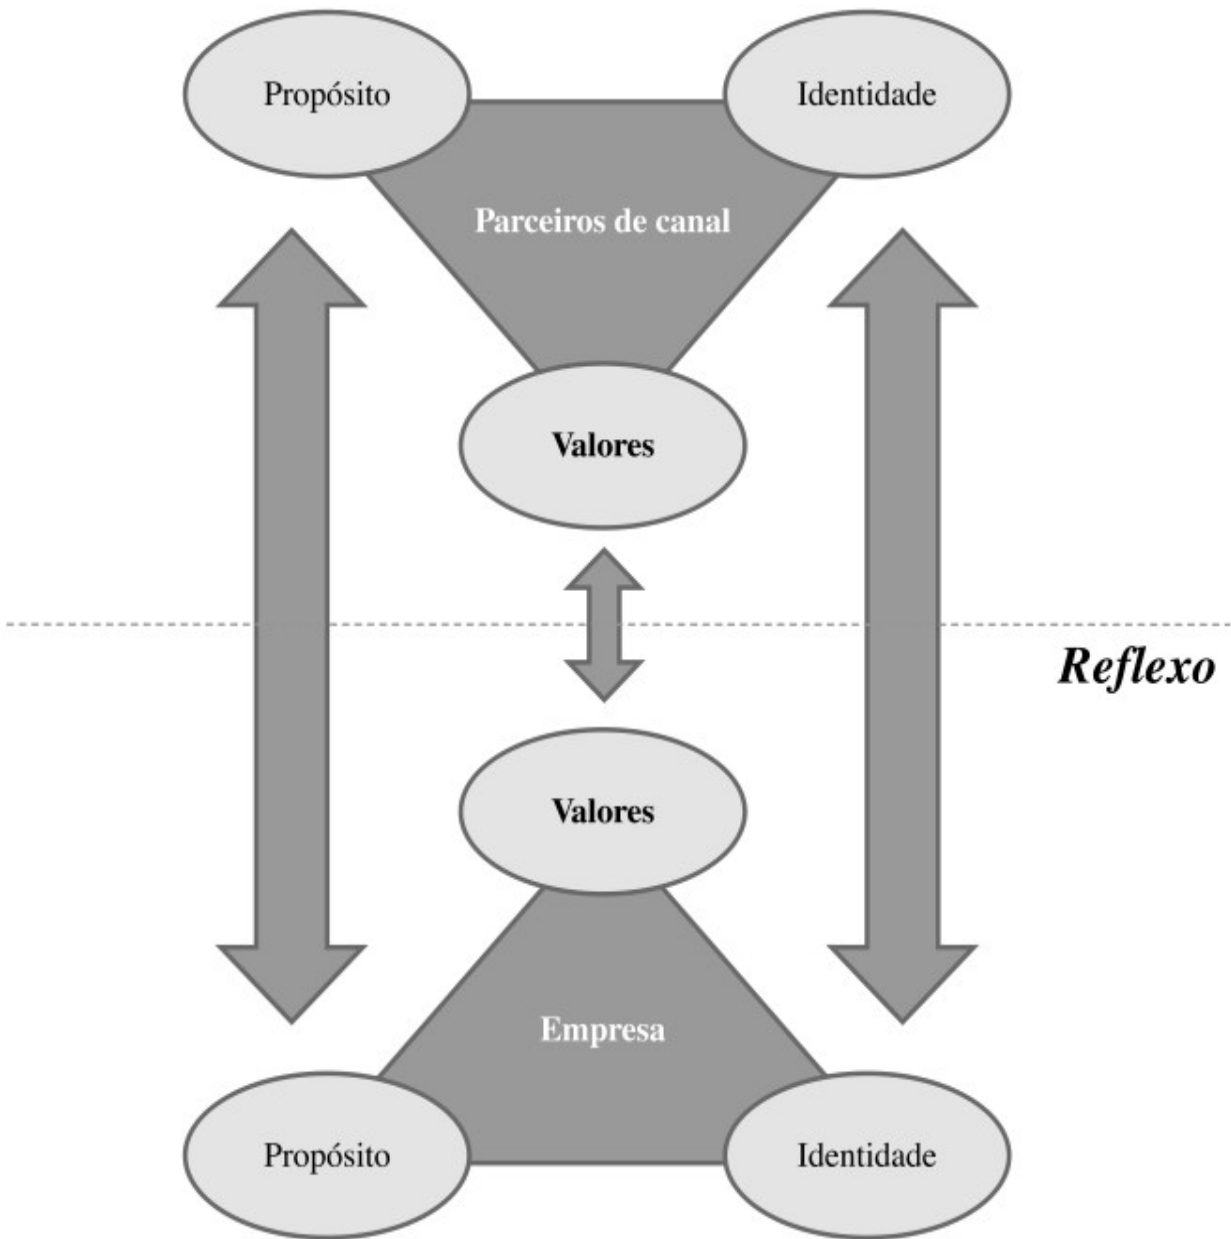 Propósito
Identidade
Parceiros de canal
Valores
Reflexo
Valores
Empresa
Propósito
Identidade